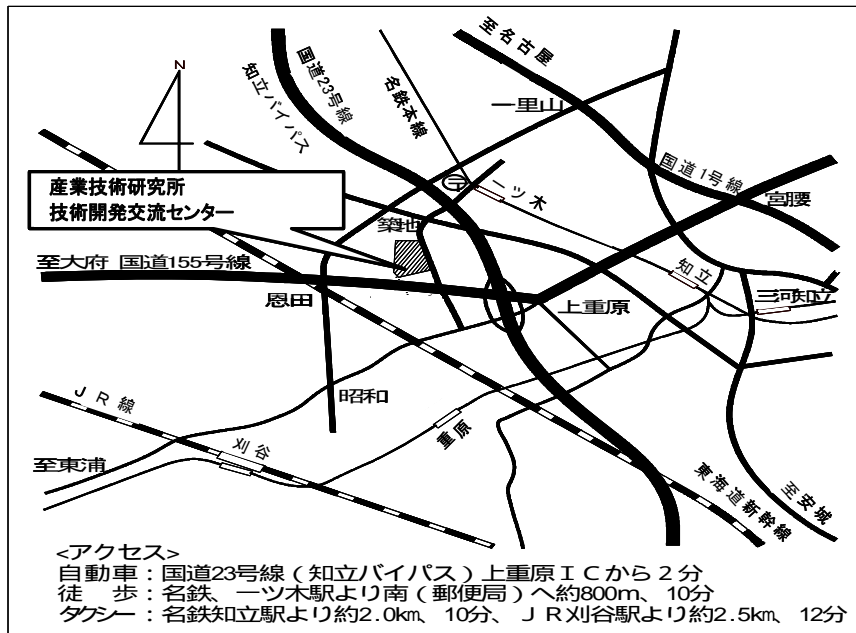 N
国道23号線
知立バイパス
名鉄本線
至名古屋
一里山
国道1号線
宮腰
産業技術研究所
技術開発交流センター
〒
一ツ木
築地
至大府 国道155号線
恩田
上重原
知立
三河知立
昭和
JR線
刈谷
重原
至東浦
東海道新幹線
至安城
<アクセス>
自動車：国道23号線（知立バイパス）上重原ＩＣから２分
徒　歩：名鉄、一ツ木駅より南（郵便局）へ約800m、10分
タクシー：名鉄知立駅より約2.0km、10分、ＪＲ刈谷駅より約2.5km、12分